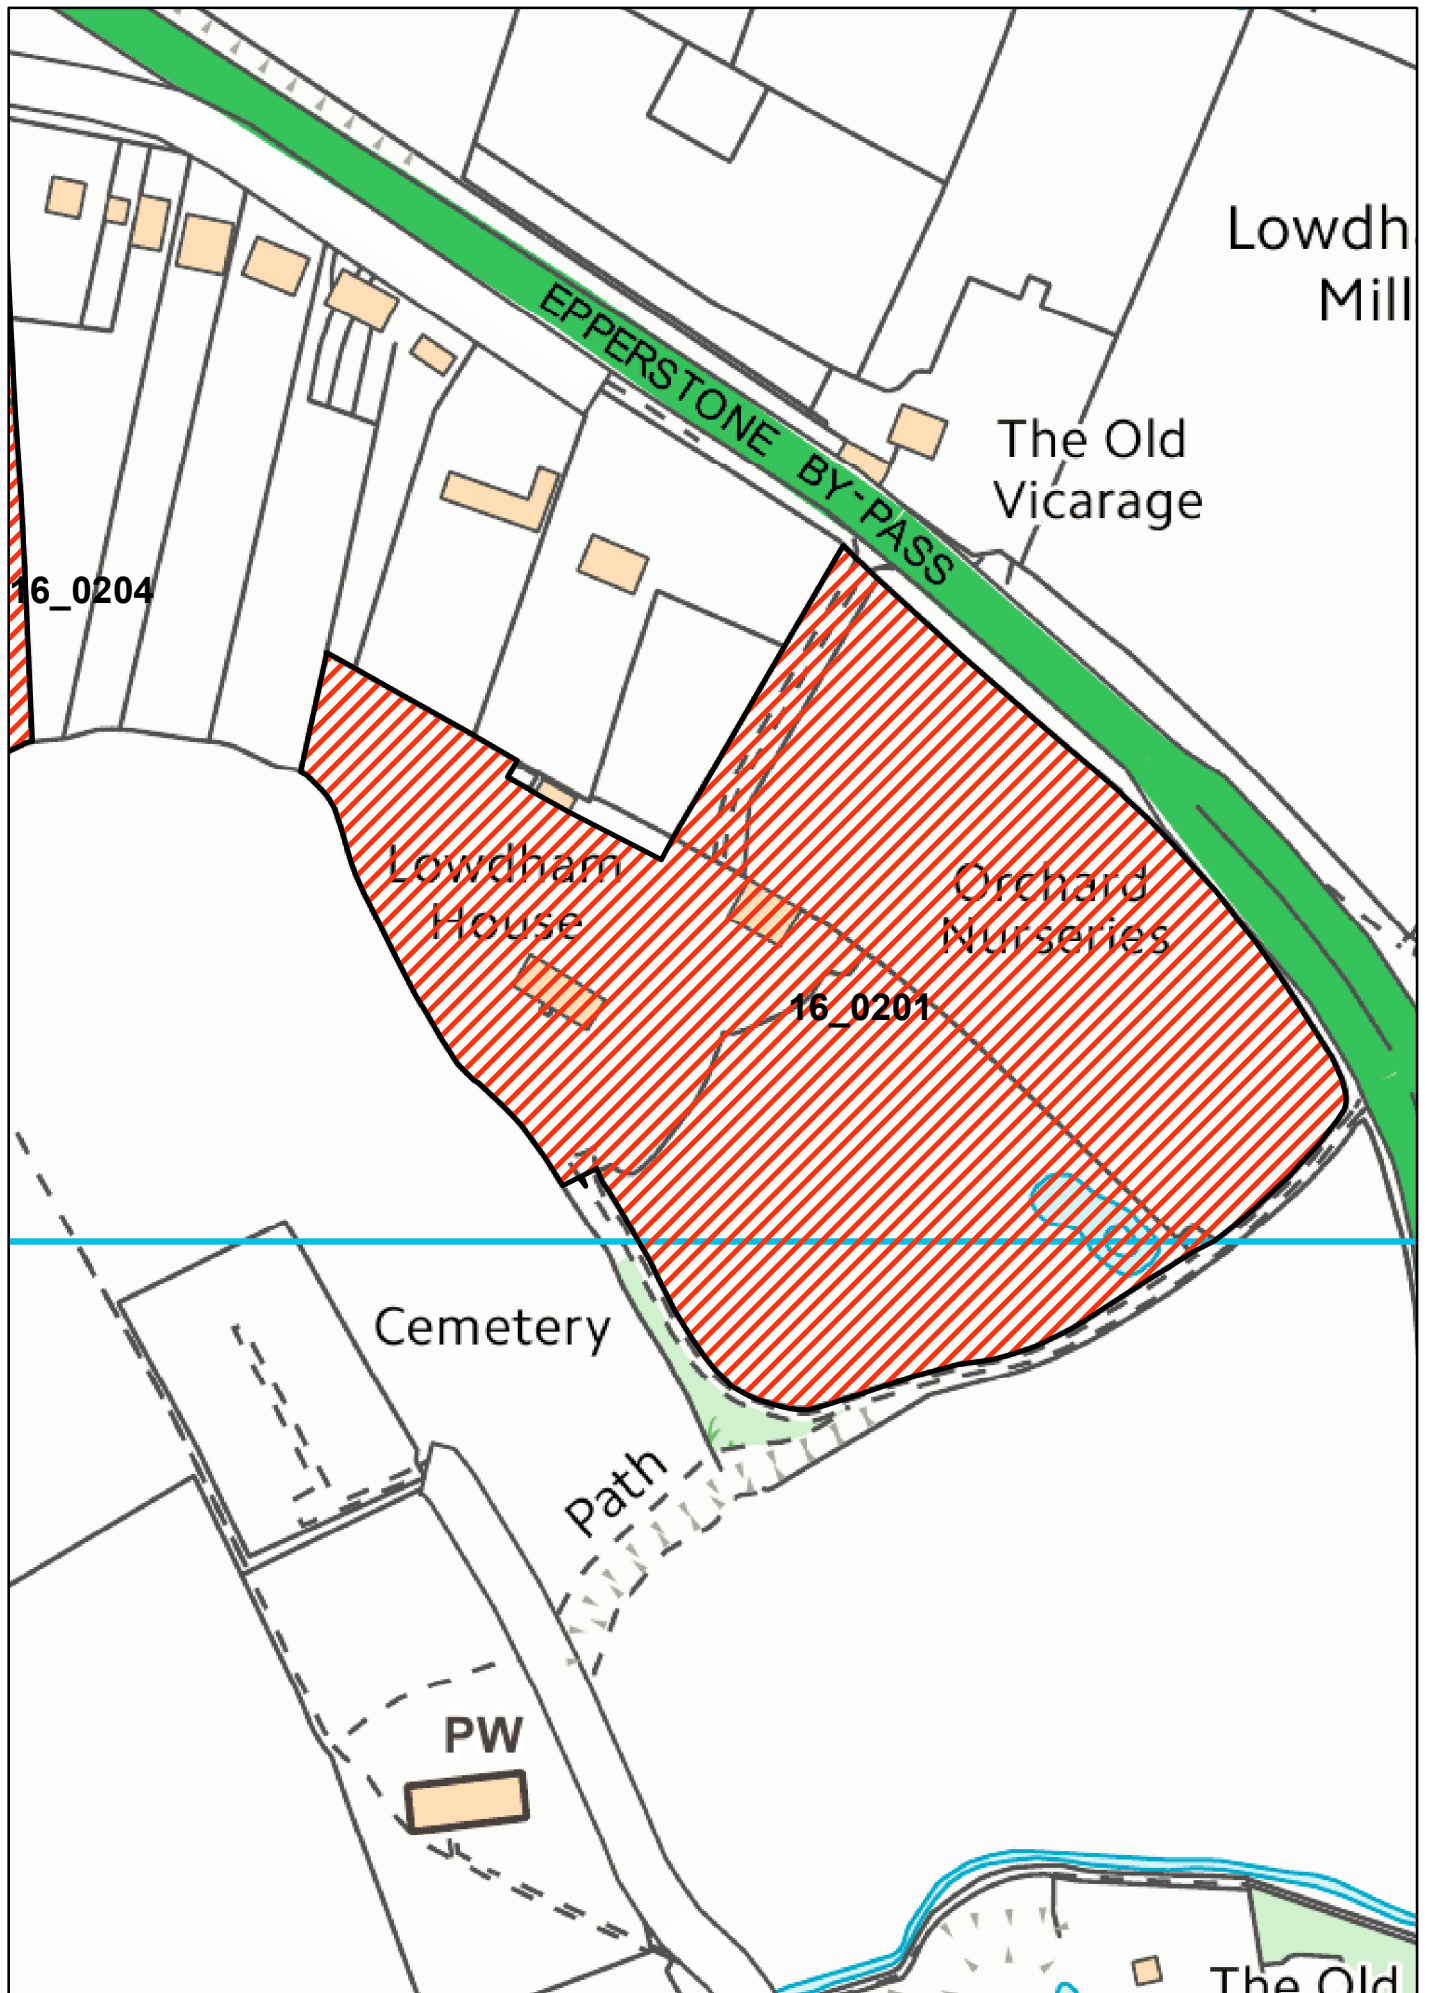 Lowdh
Mill
EPPERSTONE BY-PASS
The Old
Vicarage
16_0204
Lowdham
House
Orchard
Nurseries
16_0201
Cemetery
Path
PW
The Old